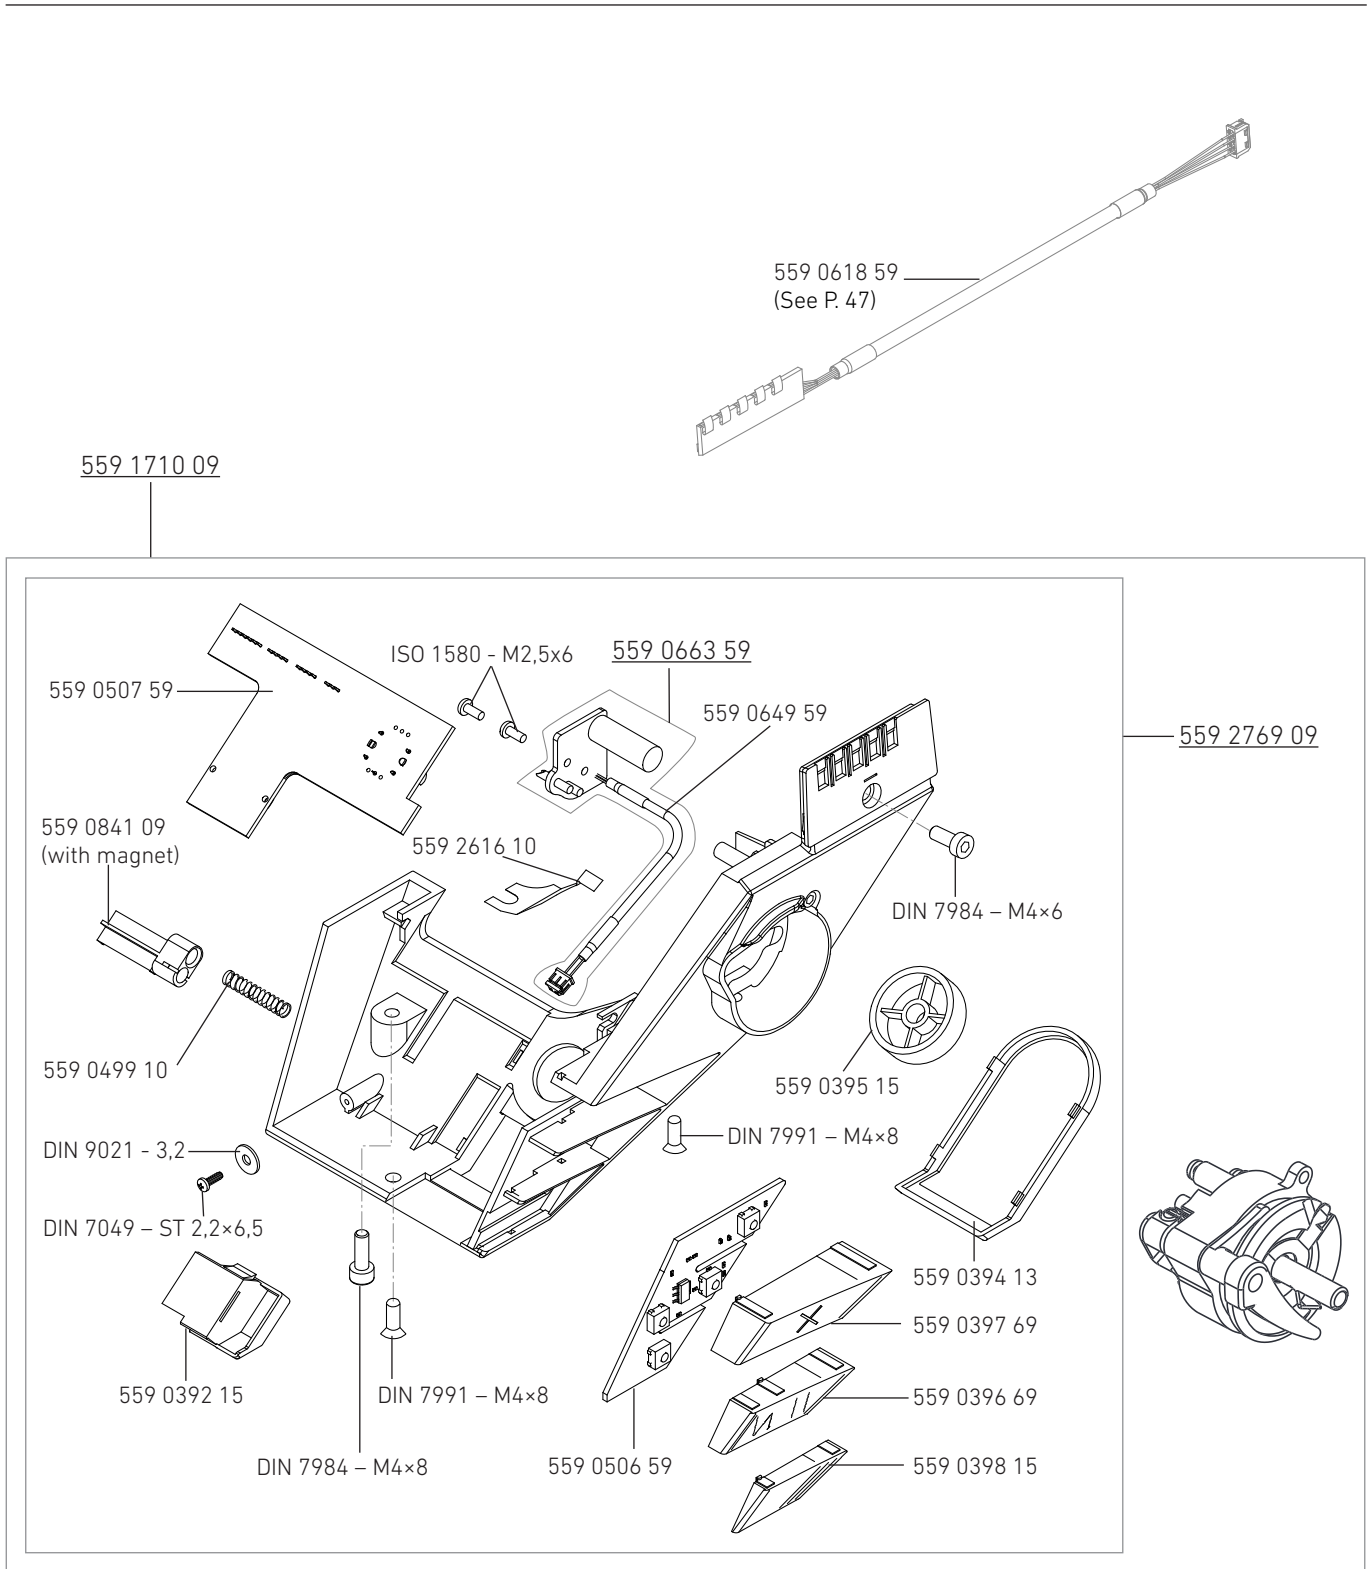 559 0618 59
(See P. 47)
559 1710 09
ISO 1580 - M2,5x6
559 0663 59
559 0507 59
559 0649 59
559 2769 09
559 0841 09
(with magnet)
559 2616 10
DIN 7984 – M4×6
559 0499 10
559 0395 15
DIN 9021 - 3,2
DIN 7991 – M4×8
DIN 7049 – ST 2,2×6,5
559 0394 13
559 0397 69
559 0392 15
DIN 7991 – M4×8
559 0396 69
DIN 7984 – M4×8
559 0506 59
559 0398 15